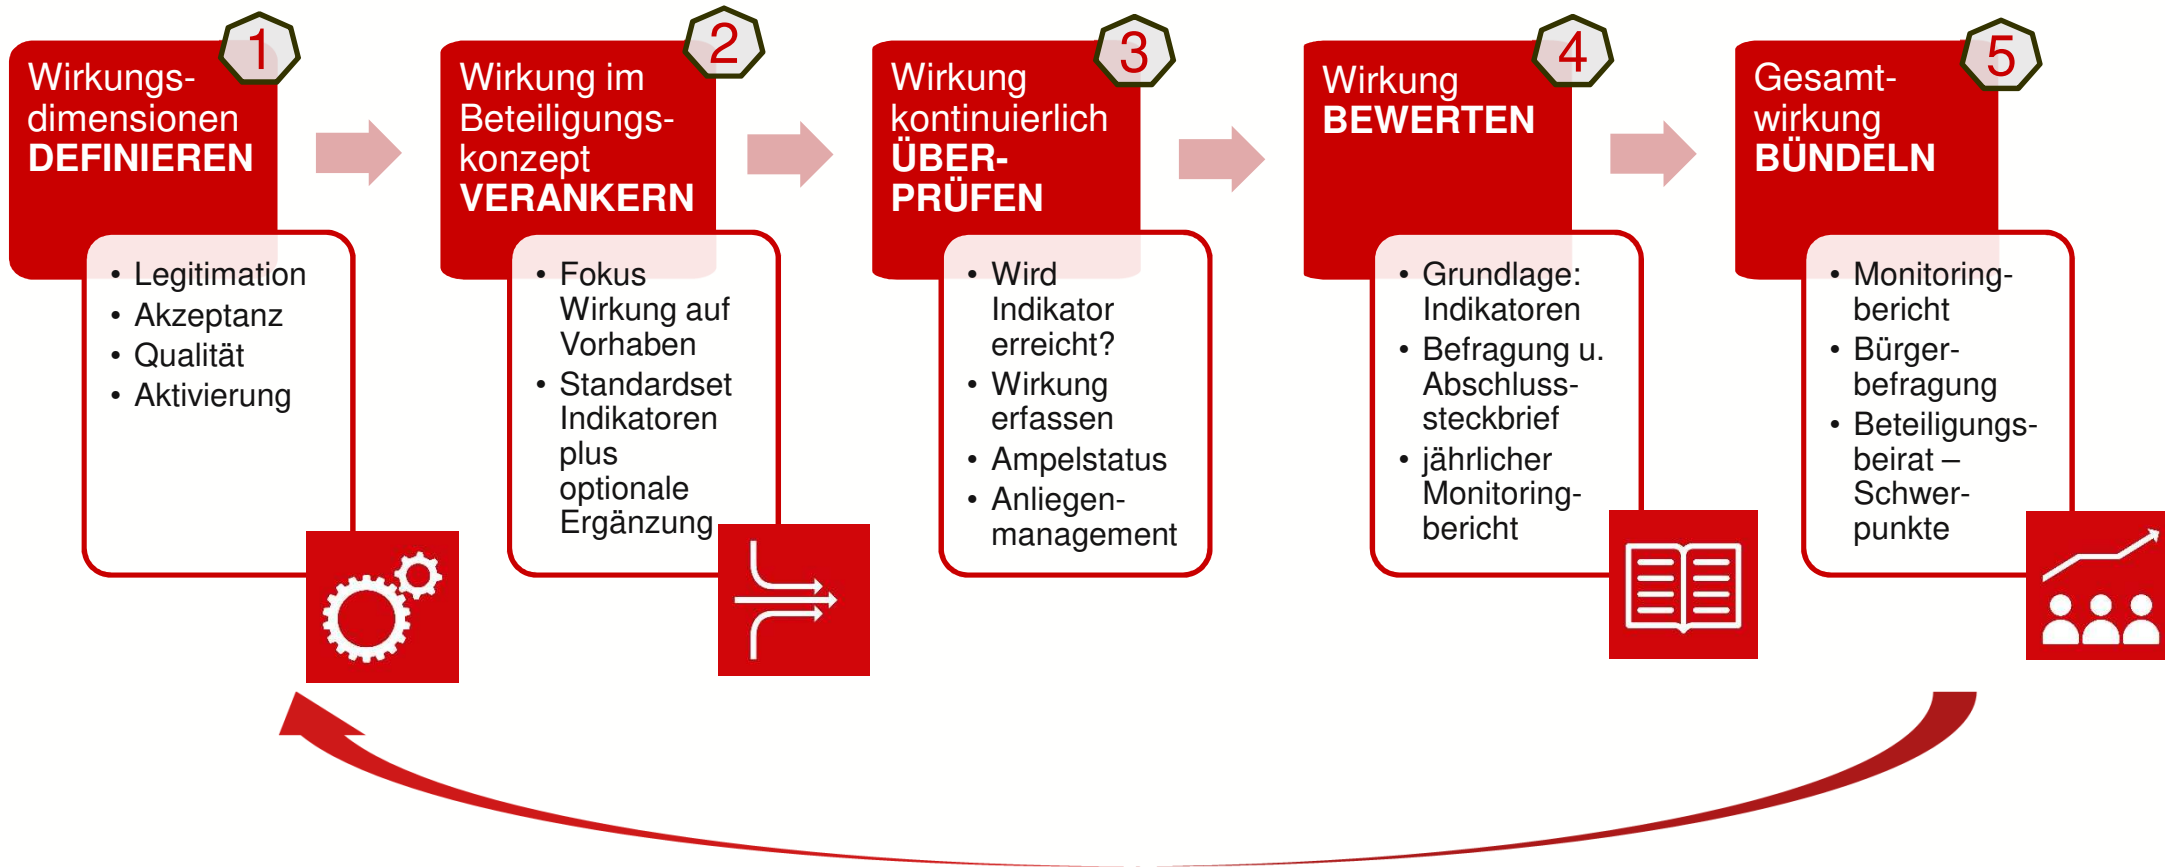 1
Wirkungs-
dimensionen
DEFINIEREN
• Legitimation
• Akzeptanz
• Qualität
• Aktivierung
2
Wirkung im
Beteiligungs-
konzept
VERANKERN
• Fokus
Wirkung auf
Vorhaben
• Standardset
Indikatoren
plus
optionale
Ergänzung
3
Wirkung
kontinuierlich
ÜBER-
PRÜFEN
• Wird
Indikator
erreicht?
• Wirkung
erfassen
• Ampelstatus
• Anliegen-
management
4
Wirkung
BEWERTEN
• Grundlage:
Indikatoren
• Befragung u.
Abschluss-
steckbrief
• jährlicher
Monitoring-
bericht
5
Gesamt-
wirkung
BÜNDELN
• Monitoring-
bericht
• Bürger-
befragung
• Beteiligungs-
beirat –
Schwer-
punkte